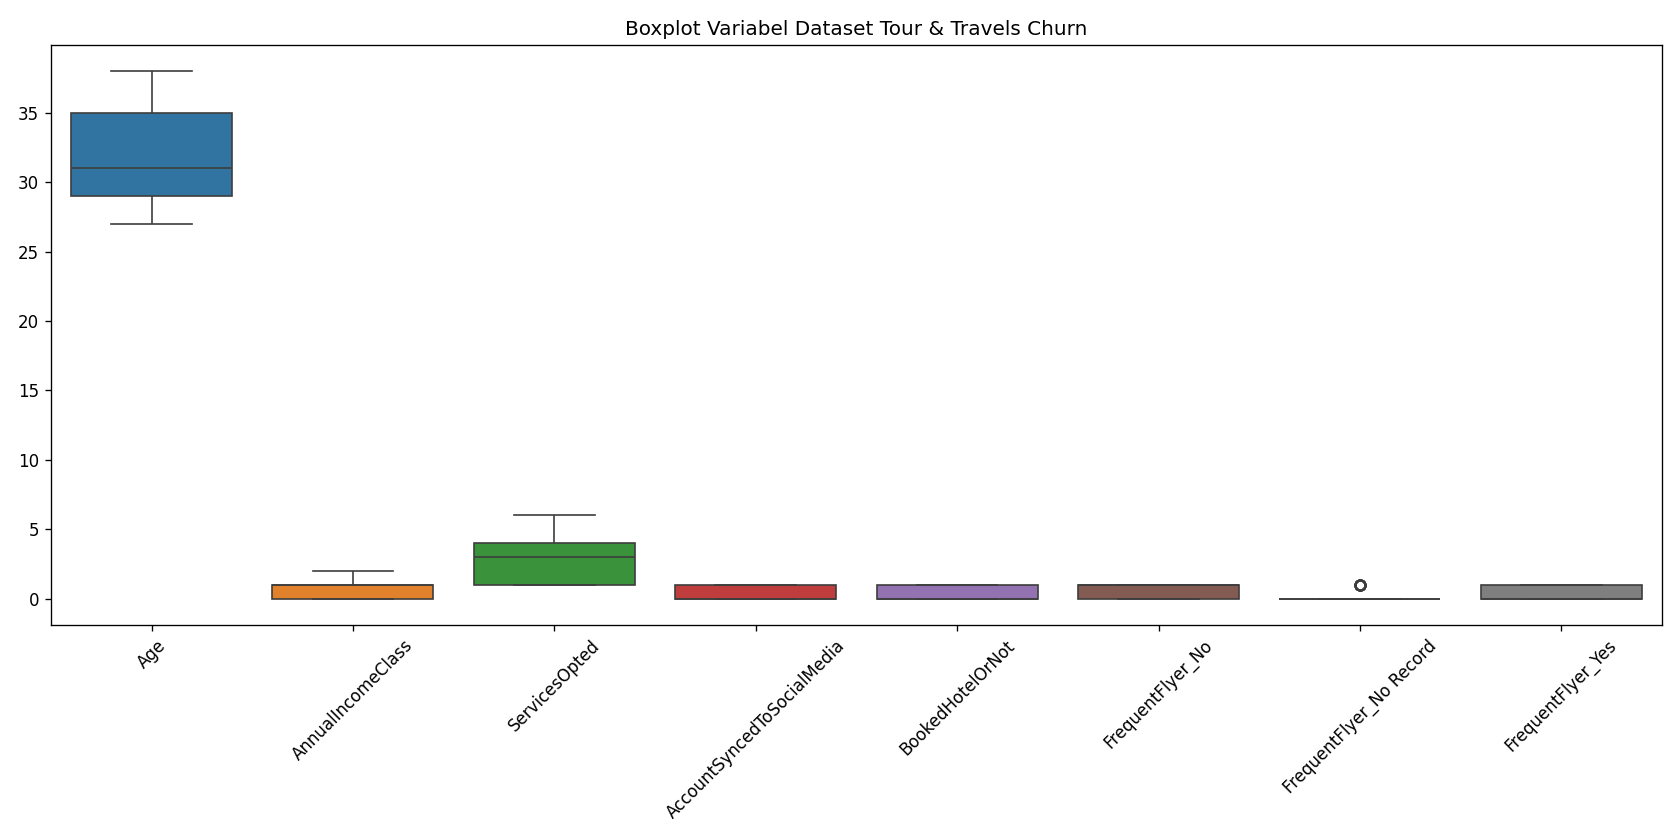 Boxplot Variabel Dataset Tour & Travels Churn
35
30
25
20
15
10
5
0
Age
AnnualIncomeClass
ServicesOpted
AccountSyncedToSocialMedia
BookedHotelOrNot
FrequentFlyer_No
FrequentFlyer_No Record
FrequentFlyer_Yes